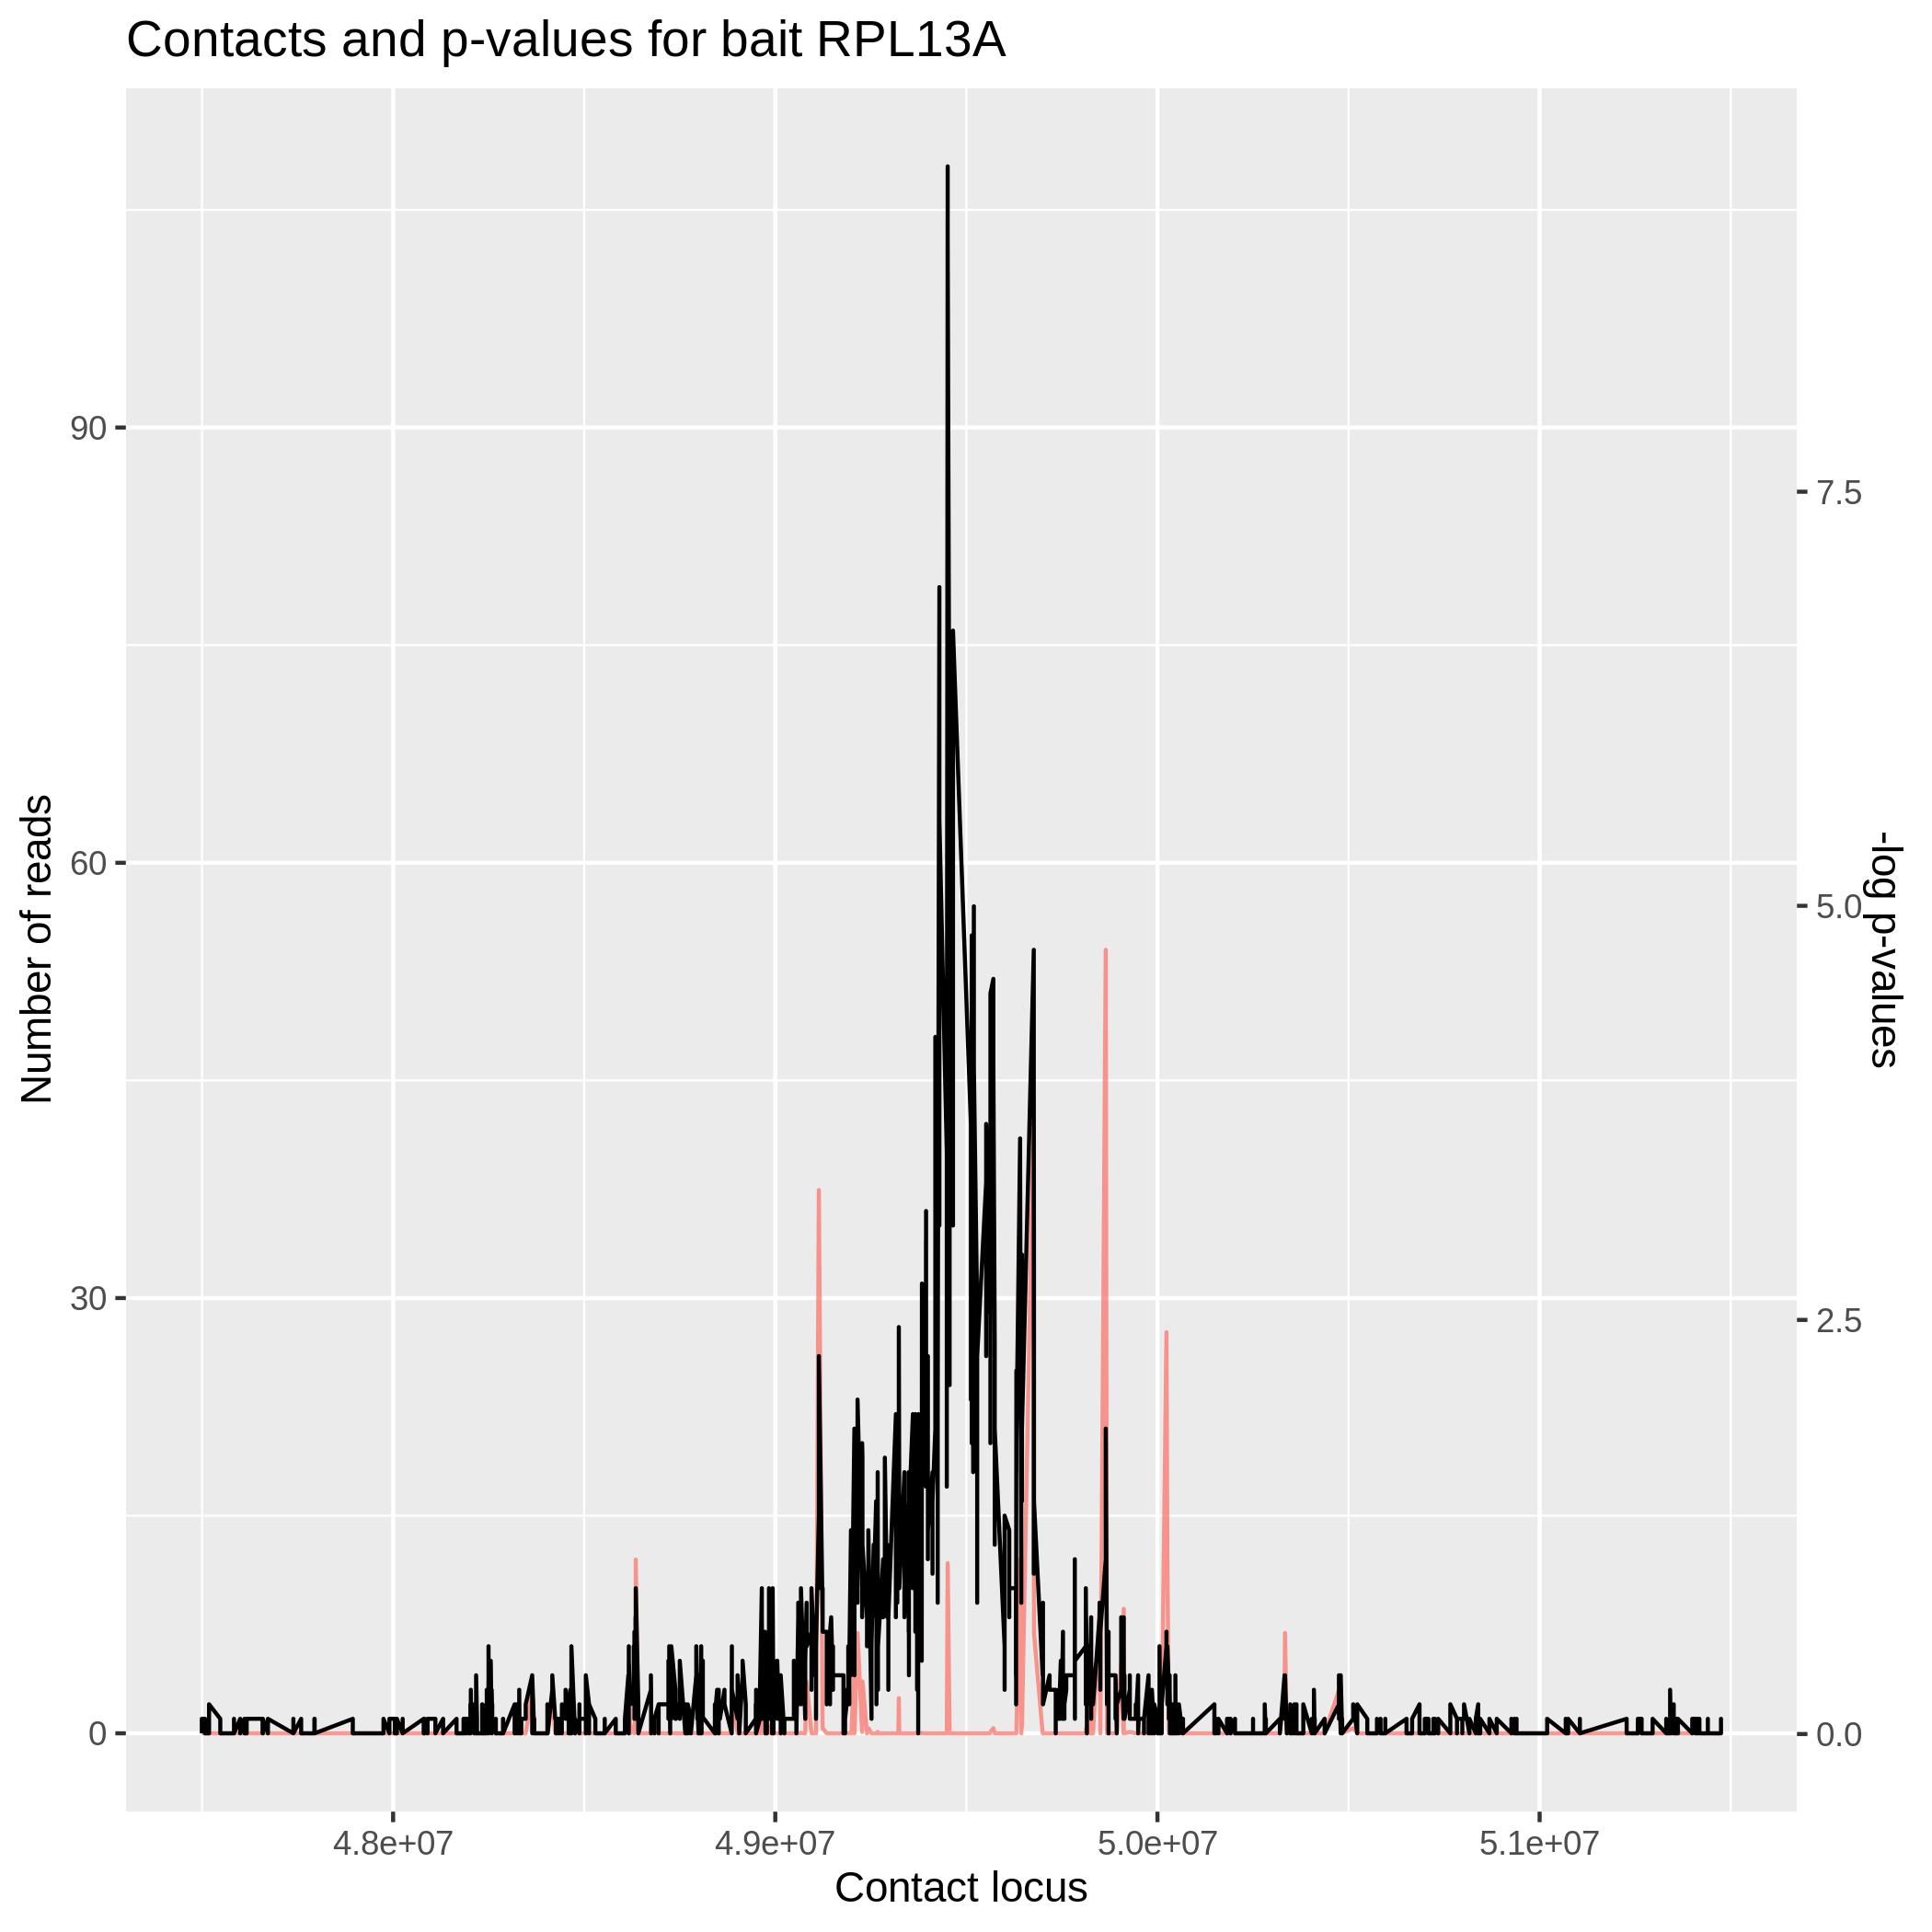 Contacts and p-values for bait RPL13A
90
60
30
0
7.5
5.0
2.5
0.0
Number of reads
-log p-values
4.8e+07
4.9e+07
5.0e+07
5.1e+07
Contact locus